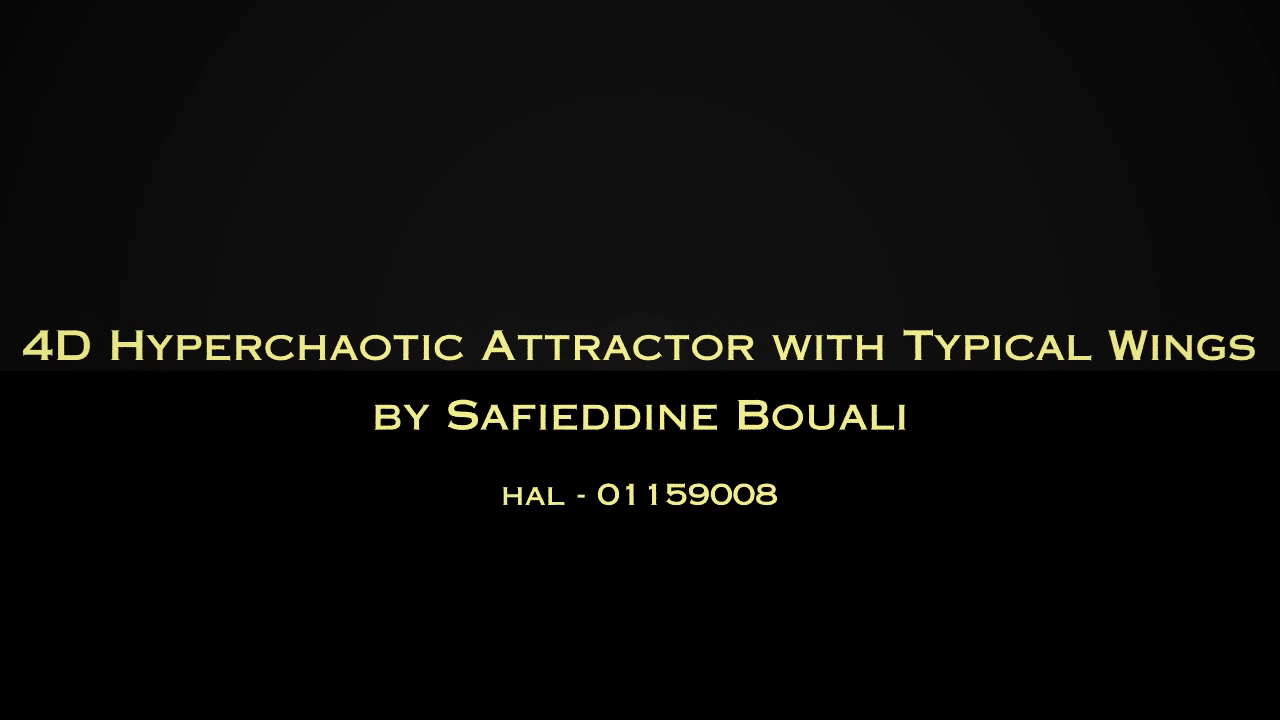 4D Hyperchaotic Attractor with Typical Wings
by Safieddine Bouali
hal - 01159008